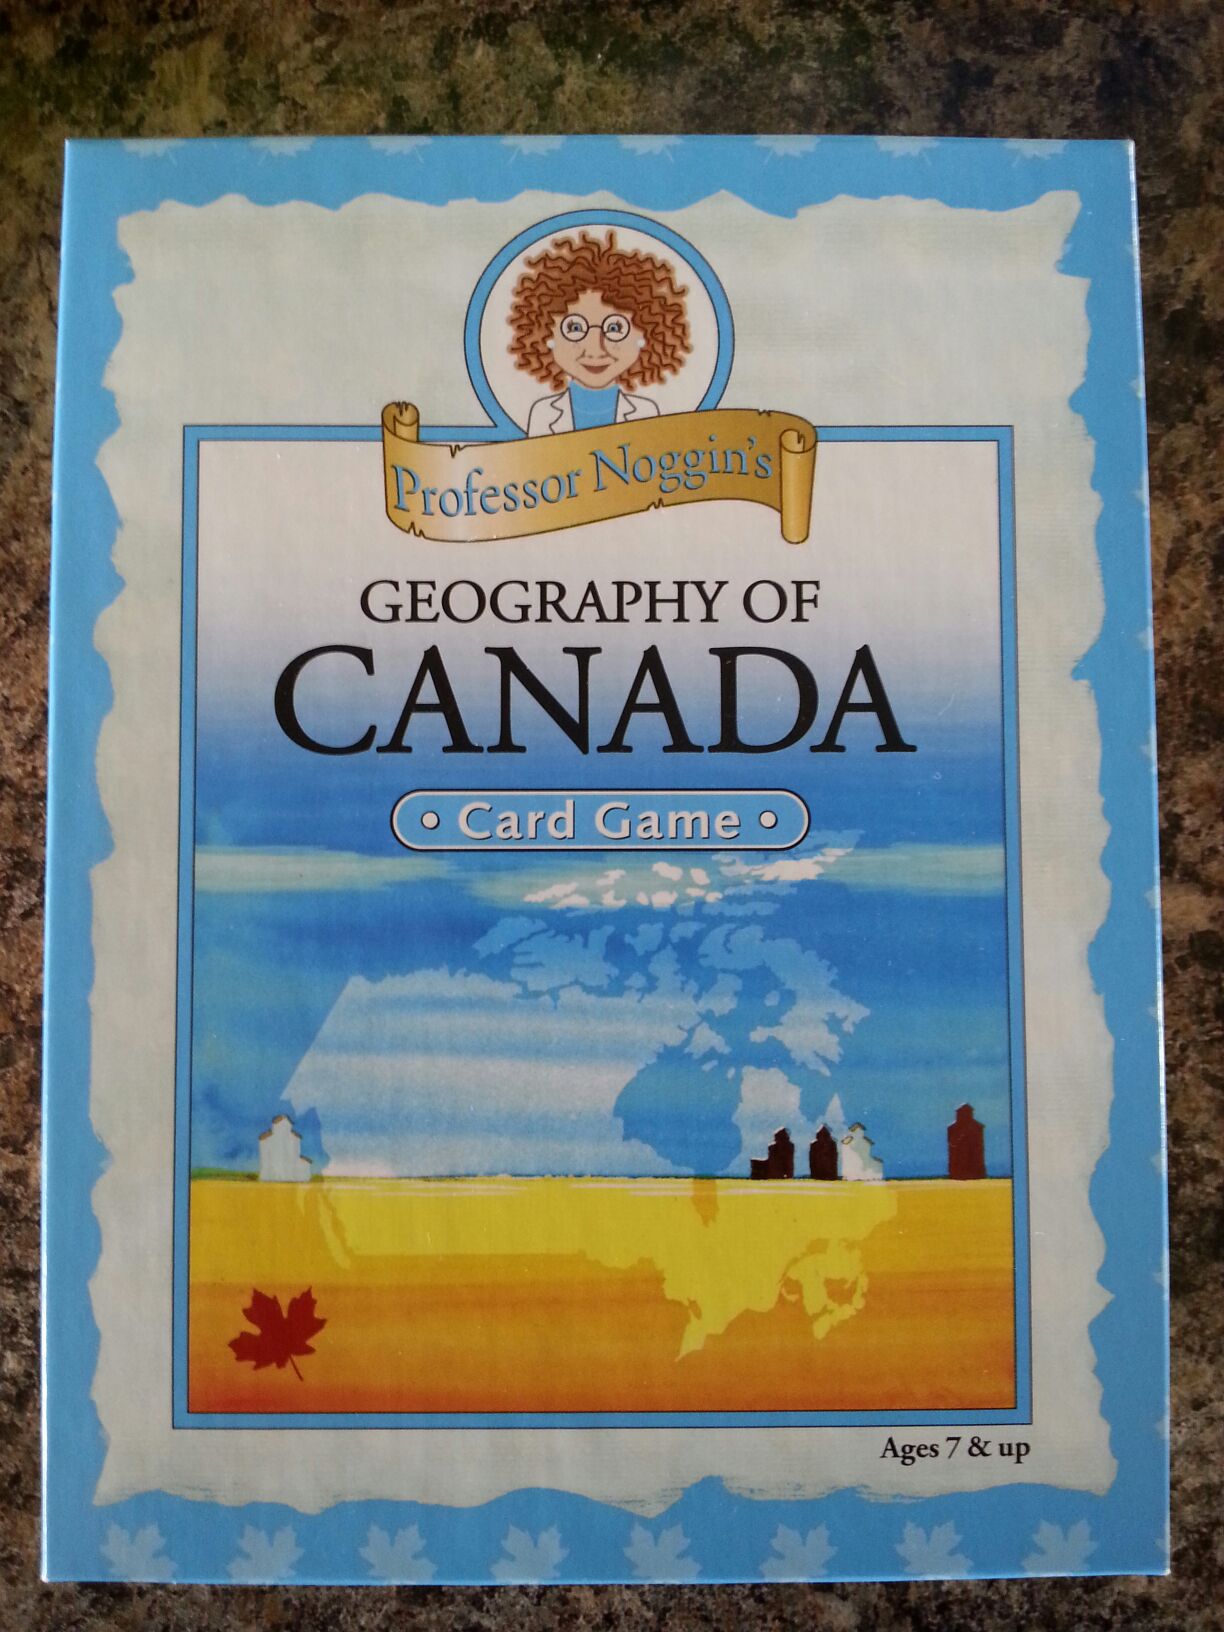 Professor Noggin's
GEOGRAPHY OF
CANADA
• Card Game •
Ages 7 & up